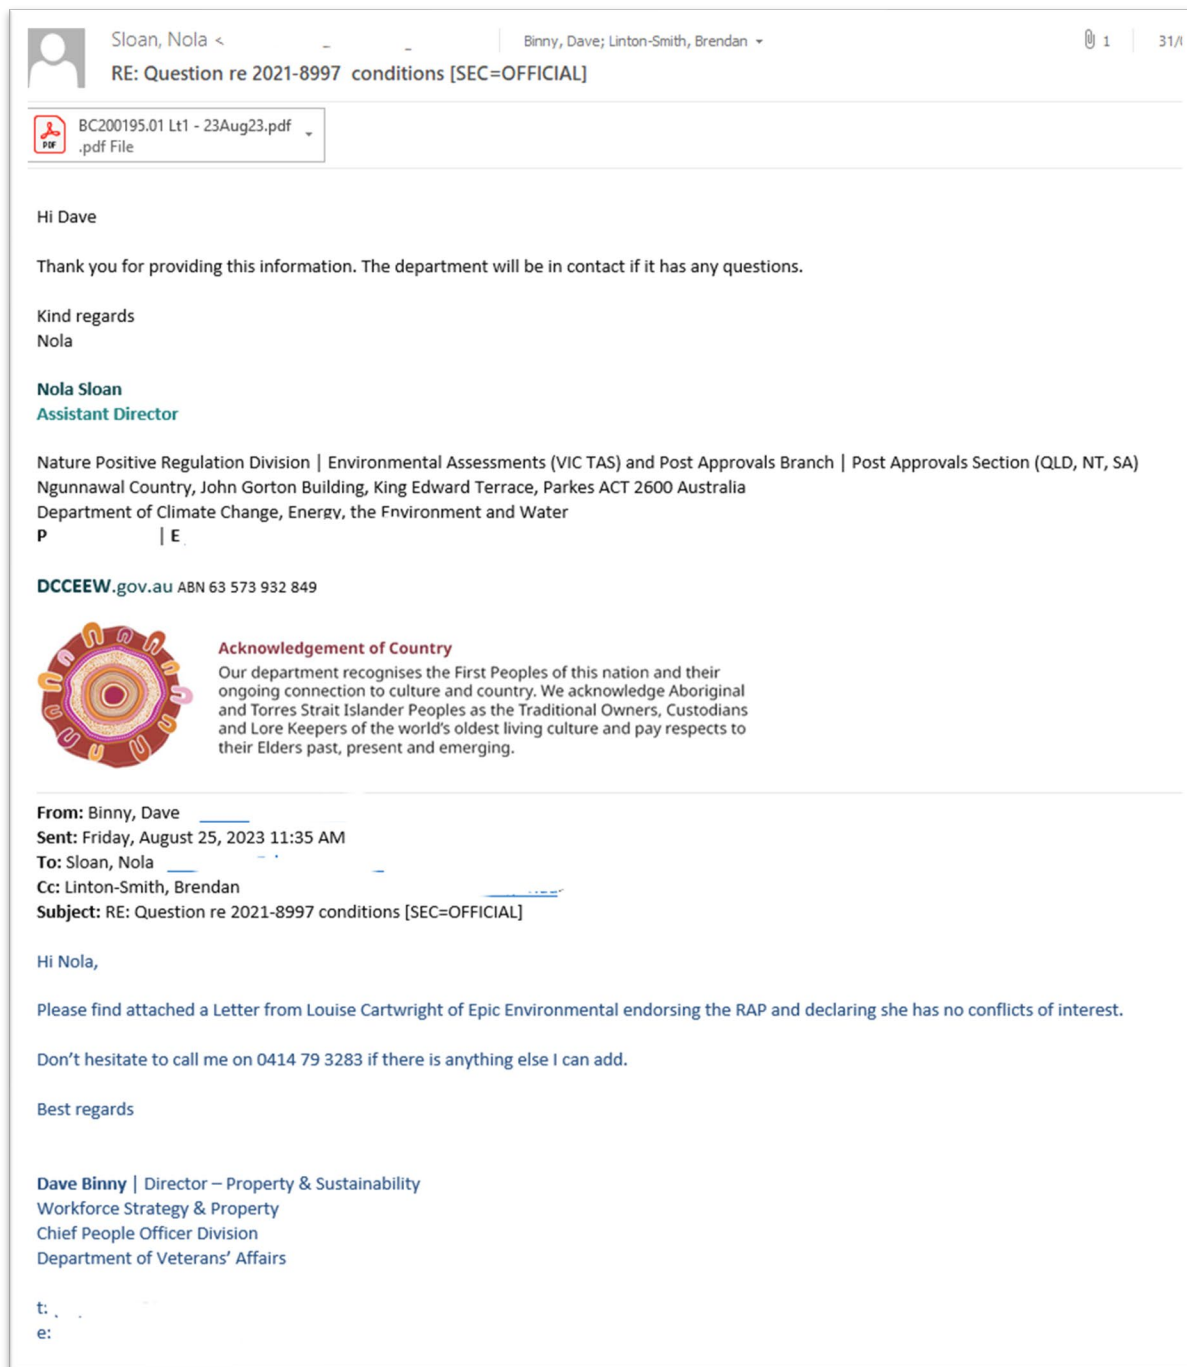 Sloan, Nola <
Binny, Dave; Linton-Smith, Brendan
1
31/
RE: Question re 2021-8997 conditions [SEC=OFFICIAL]
PDF
BC200195.01 Lt1 - 23Aug23.pdf
.pdf File
Hi Dave
Thank you for providing this information. The department will be in contact if it has any questions.
Kind regards
Nola
Nola Sloan
Assistant Director
Nature Positive Regulation Division | Environmental Assessments (VIC TAS) and Post Approvals Branch | Post Approvals Section (QLD, NT, SA)
Ngunnawal Country, John Gorton Building, King Edward Terrace, Parkes ACT 2600 Australia
Department of Climate Change, Energy, the Environment and Water
P | E
DCCEEW.gov.au ABN 63 573 932 849
Acknowledgement of Country
Our department recognises the First Peoples of this nation and their
ongoing connection to culture and country. We acknowledge Aboriginal
and Torres Strait Islander Peoples as the Traditional Owners, Custodians
and Lore Keepers of the world's oldest living culture and pay respects to
their Elders past, present and emerging.
From: Binny, Dave
Sent: Friday, August 25, 2023 11:35 AM
To: Sloan, Nola
Cc: Linton-Smith, Brendan
Subject: RE: Question re 2021-8997 conditions [SEC=OFFICIAL]
Hi Nola,
Please find attached a Letter from Louise Cartwright of Epic Environmental endorsing the RAP and declaring she has no conflicts of interest.
Don't hesitate to call me on 0414 79 3283 if there is anything else I can add.
Best regards
Dave Binny | Director – Property & Sustainability
Workforce Strategy & Property
Chief People Officer Division
Department of Veterans' Affairs
t:
e: